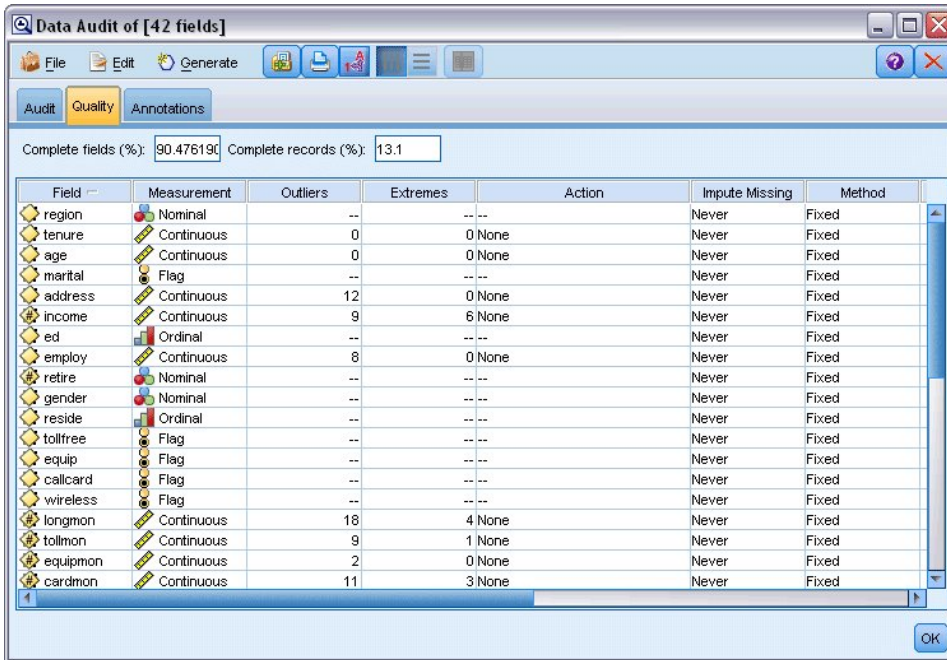 Data Audit of [42 fields]
File Edit Generate
Audit Quality Annotations
Complete fields (%): 90.476190 Complete records (%): 13.1
Field Measurement Outliers Extremes Action Impute Missing Method
region Nominal -- -- -- Never Fixed
tenure Continuous 0 0 None Never Fixed
age Continuous 0 0 None Never Fixed
marital Flag -- -- -- Never Fixed
address Continuous 12 0 None Never Fixed
income Continuous 9 6 None Never Fixed
ed Ordinal -- -- -- Never Fixed
employ Continuous 8 0 None Never Fixed
retire Nominal -- -- -- Never Fixed
gender Nominal -- -- -- Never Fixed
reside Ordinal -- -- -- Never Fixed
tollfree Flag -- -- -- Never Fixed
equip Flag -- -- -- Never Fixed
callcard Flag -- -- -- Never Fixed
wireless Flag -- -- -- Never Fixed
longmon Continuous 18 4 None Never Fixed
tollmon Continuous 9 1 None Never Fixed
equipmon Continuous 2 0 None Never Fixed
cardmon Continuous 11 3 None Never Fixed
OK